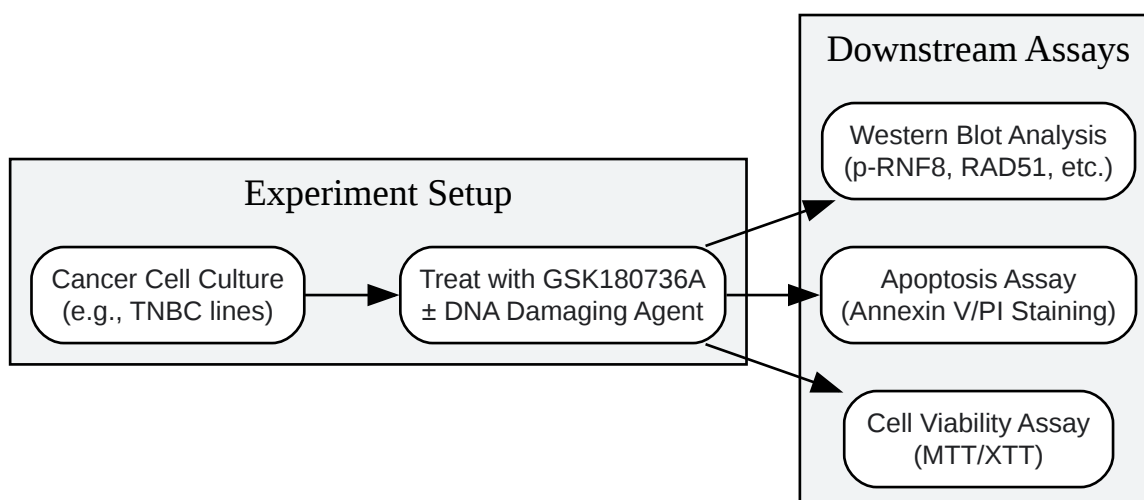 Experiment Setup
Cancer Cell Culture
(e.g., TNBC lines)
Treat with GSK180736A
± DNA Damaging Agent
Downstream Assays
Western Blot Analysis
(p-RNF8, RAD51, etc.)
Apoptosis Assay
(Annexin V/PI Staining)
Cell Viability Assay
(MTT/XTT)